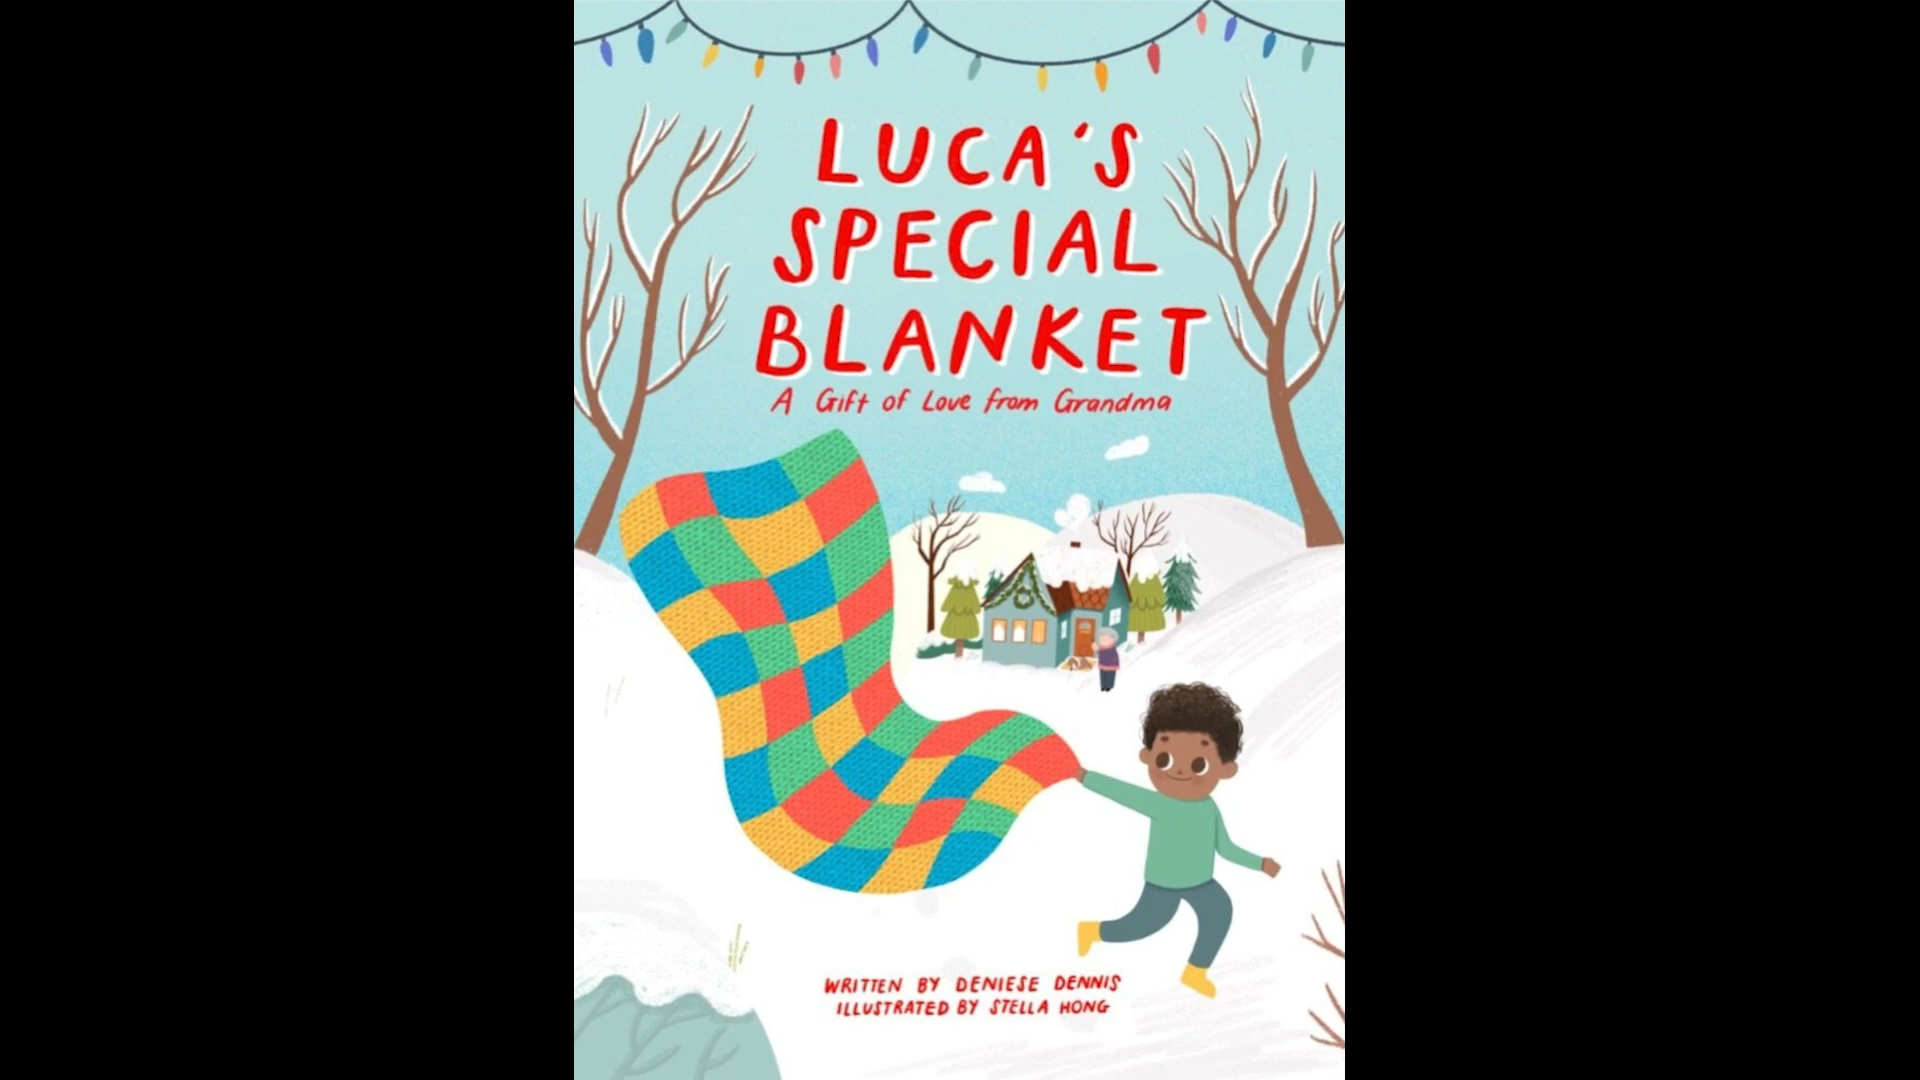 LUCA'S
SPECIAL
BLANKET
A Gift of Love from Grandma
WRITTEN BY DENIESE DENNIS
ILLUSTRATED BY STELLA HONG